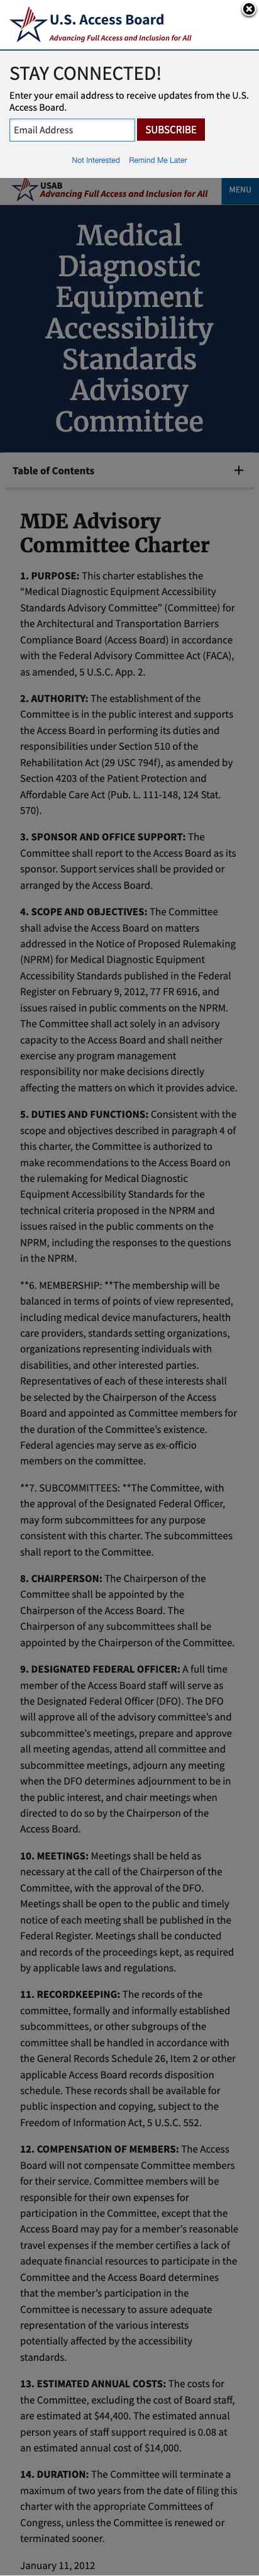 U.S. Access Board
Advancing Full Access and Inclusion for All
STAY CONNECTED!
Enter your email address to receive updates from the U.S.
Access Board.
Email Address
SUBSCRIBE
Not Interested Remind Me Later
USAB
Advancing Full Access and Inclusion for All
MENU
Medical
Diagnostic
Equipment
Accessibility
Standards
Advisory
Committee
Table of Contents +
MDE Advisory
Committee Charter
1. PURPOSE: This charter establishes the
“Medical Diagnostic Equipment Accessibility
Standards Advisory Committee” (Committee) for
the Architectural and Transportation Barriers
Compliance Board (Access Board) in accordance
with the Federal Advisory Committee Act (FACA),
as amended, 5 U.S.C. App. 2.
2. AUTHORITY: The establishment of the
Committee is in the public interest and supports
the Access Board in performing its duties and
responsibilities under Section 510 of the
Rehabilitation Act (29 USC 794f), as amended by
Section 4203 of the Patient Protection and
Affordable Care Act (Pub. L. 111-148, 124 Stat.
570).
3. SPONSOR AND OFFICE SUPPORT: The
Committee shall report to the Access Board as its
sponsor. Support services shall be provided or
arranged by the Access Board.
4. SCOPE AND OBJECTIVES: The Committee
shall advise the Access Board on matters
addressed in the Notice of Proposed Rulemaking
(NPRM) for Medical Diagnostic Equipment
Accessibility Standards published in the Federal
Register on February 9, 2012, 77 FR 6916, and
issues raised in public comments on the NPRM.
The Committee shall act solely in an advisory
capacity to the Access Board and shall neither
exercise any program management
responsibility nor make decisions directly
affecting the matters on which it provides advice.
5. DUTIES AND FUNCTIONS: Consistent with the
scope and objectives described in paragraph 4 of
this charter, the Committee is authorized to
make recommendations to the Access Board on
the rulemaking for Medical Diagnostic
Equipment Accessibility Standards for the
technical criteria proposed in the NPRM and
issues raised in the public comments on the
NPRM, including the responses to the questions
in the NPRM.
**6. MEMBERSHIP: **The membership will be
balanced in terms of points of view represented,
including medical device manufacturers, health
care providers, standards setting organizations,
organizations representing individuals with
disabilities, and other interested parties.
Representatives of each of these interests shall
be selected by the Chairperson of the Access
Board and appointed as Committee members for
the duration of the Committee’s existence.
Federal agencies may serve as ex-officio
members on the committee.
**7. SUBCOMMITTEES: **The Committee, with
the approval of the Designated Federal Officer,
may form subcommittees for any purpose
consistent with this charter. The subcommittees
shall report to the Committee.
8. CHAIRPERSON: The Chairperson of the
Committee shall be appointed by the
Chairperson of the Access Board. The
Chairperson of any subcommittees shall be
appointed by the Chairperson of the Committee.
9. DESIGNATED FEDERAL OFFICER: A full time
member of the Access Board staff will serve as
the Designated Federal Officer (DFO). The DFO
will approve all of the advisory committee’s and
subcommittee’s meetings, prepare and approve
all meeting agendas, attend all committee and
subcommittee meetings, adjourn any meeting
when the DFO determines adjournment to be in
the public interest, and chair meetings when
directed to do so by the Chairperson of the
Access Board.
10. MEETINGS: Meetings shall be held as
necessary at the call of the Chairperson of the
Committee, with the approval of the DFO.
Meetings shall be open to the public and timely
notice of each meeting shall be published in the
Federal Register. Meetings shall be conducted
and records of the proceedings kept, as required
by applicable laws and regulations.
11. RECORDKEEPING: The records of the
committee, formally and informally established
subcommittees, or other subgroups of the
committee shall be handled in accordance with
the General Records Schedule 26, Item 2 or other
applicable Access Board records disposition
schedule. These records shall be available for
public inspection and copying, subject to the
Freedom of Information Act, 5 U.S.C. 552.
12. COMPENSATION OF MEMBERS: The Access
Board will not compensate Committee members
for their service. Committee members will be
responsible for their own expenses for
participation in the Committee, except that the
Access Board may pay for a member’s reasonable
travel expenses if the member certifies a lack of
adequate financial resources to participate in the
Committee and the Access Board determines
that the member’s participation in the
Committee is necessary to assure adequate
representation of the various interests
potentially affected by the accessibility
standards.
13. ESTIMATED ANNUAL COSTS: The costs for
the Committee, excluding the cost of Board staff,
are estimated at $44,400. The estimated annual
person years of staff support required is 0.08 at
an estimated annual cost of $14,000.
14. DURATION: The Committee will terminate a
maximum of two years from the date of filing this
charter with the appropriate Committees of
Congress, unless the Committee is renewed or
terminated sooner.
January 11, 2012